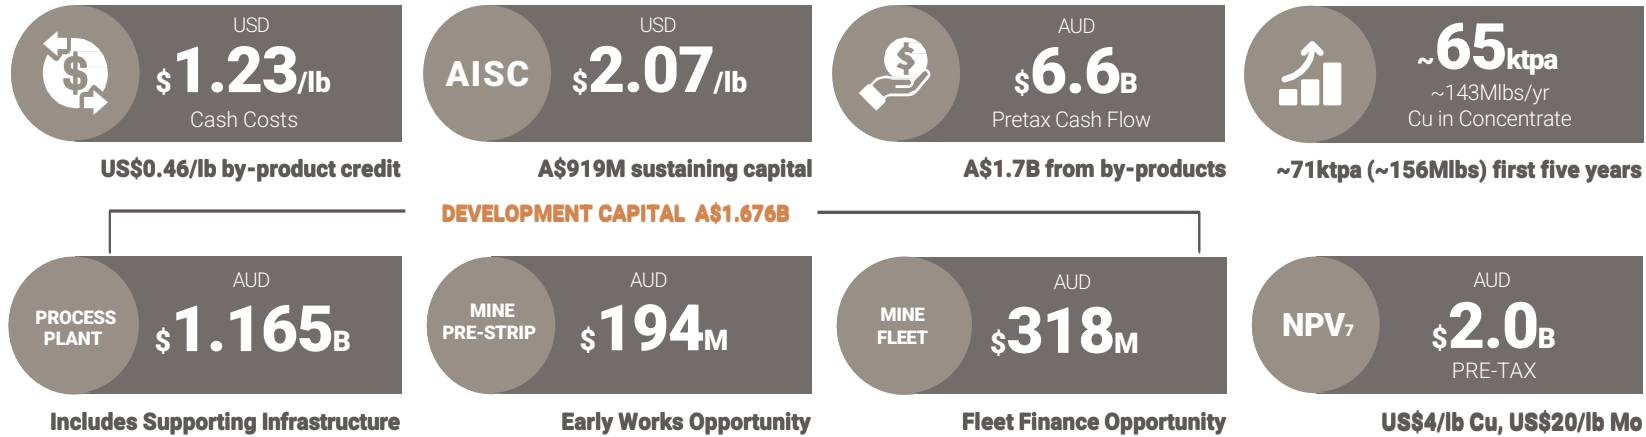 USD
$1.23/lb
Cash Costs
US$0.46/lb by-product credit
AISC
USD
$2.07/lb
A$919M sustaining capital
$
AUD
$6.6B
Pretax Cash Flow
A$1.7B from by-products
~65ktpa
~143Mlbs/yr
Cu in Concentrate
~71ktpa (~156Mlbs) first five years
DEVELOPMENT CAPITAL A$1.676B
PROCESS
PLANT
AUD
$1.165B
Includes Supporting Infrastructure
MINE
PRE-STRIP
AUD
$194M
Early Works Opportunity
MINE
FLEET
AUD
$318M
Fleet Finance Opportunity
NPV7
AUD
$2.0B
PRE-TAX
US$4/lb Cu, US$20/lb Mo